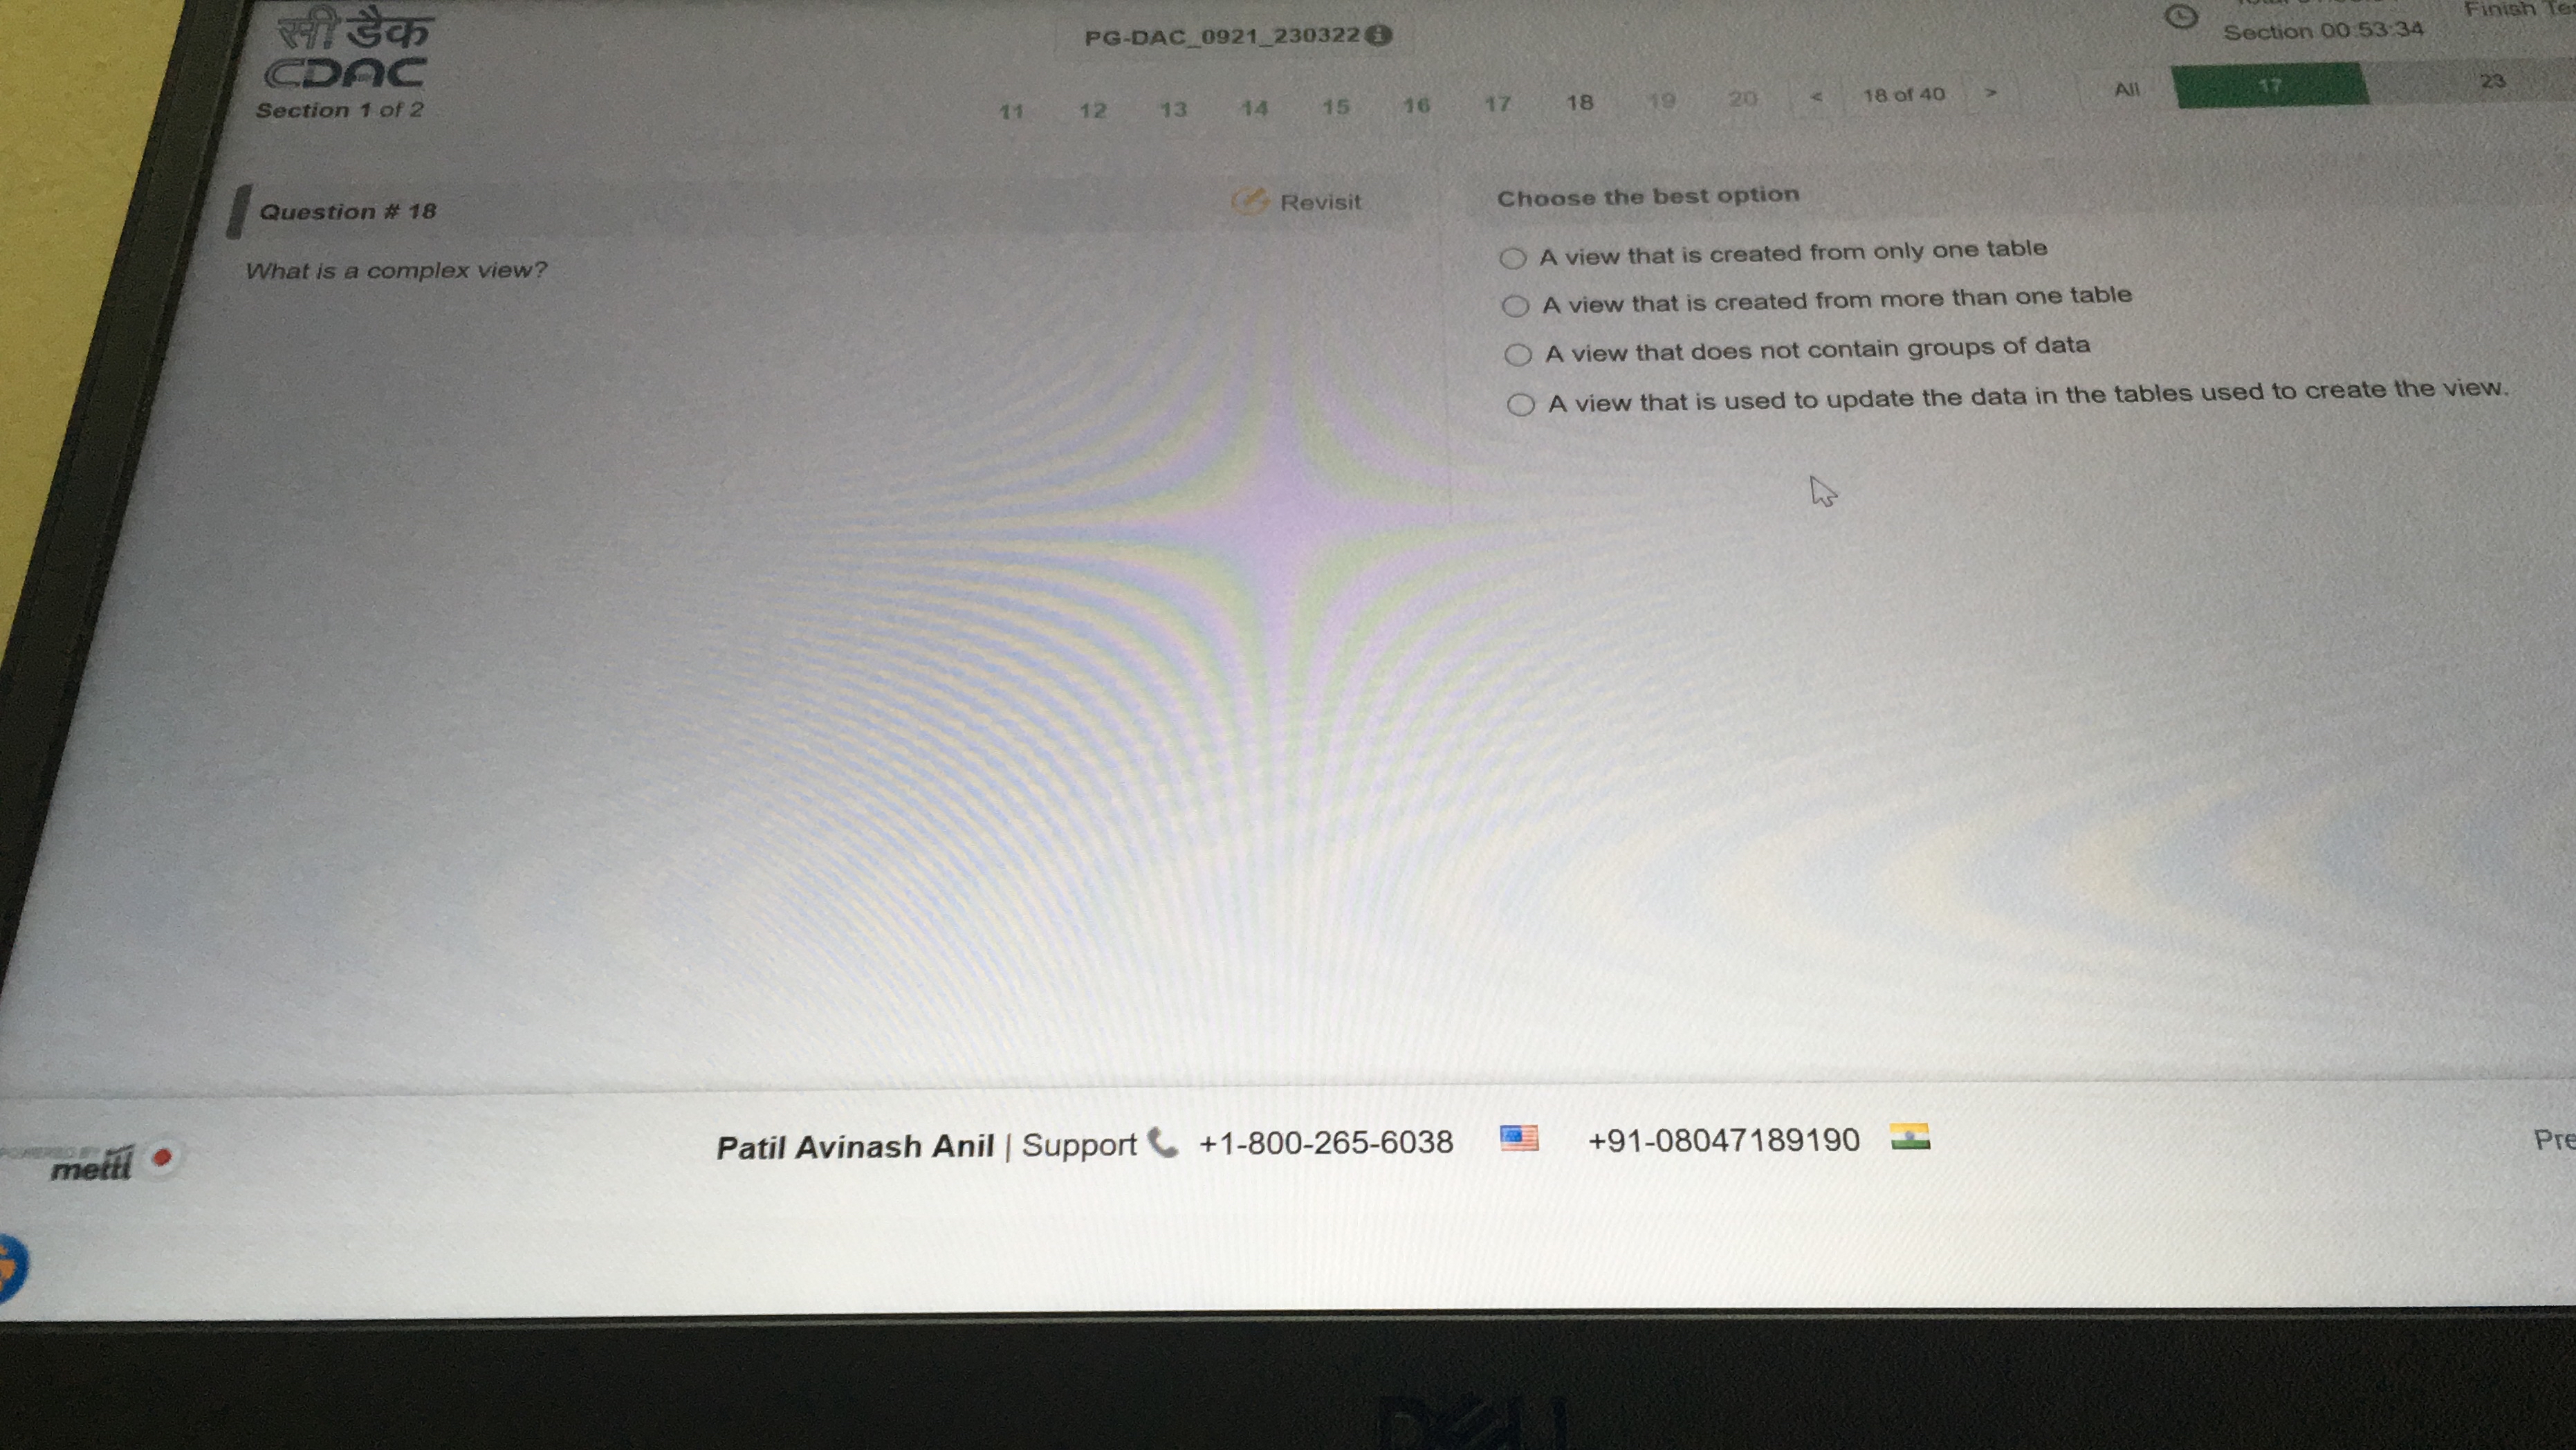 सी डैक
CDAC
Section 1 of 2
PG-DAC_0921_230322
Section 00:53:34
11 12 13 14 15 16 17 18 19 20 < 18 of 40 >
All 17 23
Question # 18
Revisit
What is a complex view?
Choose the best option
A view that is created from only one table
A view that is created from more than one table
A view that does not contain groups of data
A view that is used to update the data in the tables used to create the view.
POWERED BY
mettl
Patil Avinash Anil | Support +1-800-265-6038 +91-08047189190
DELL